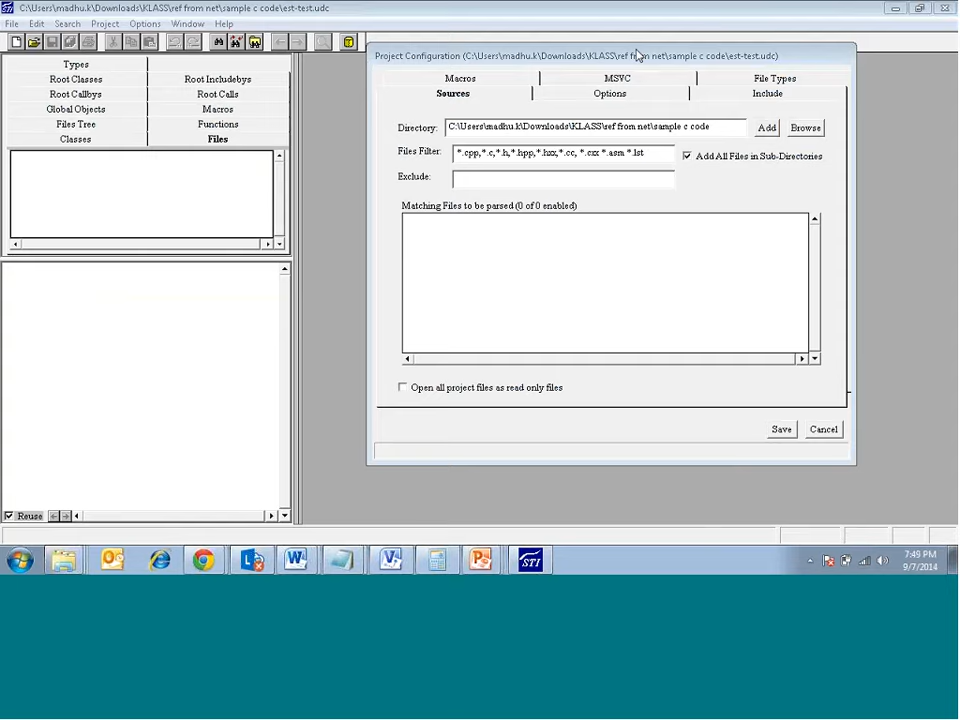 C:\Users\madhu.k\Downloads\KLASS\ref from net\sample c code\est-test.udc
File Edit Search Project Options Window Help
Types
Root Classes Root Includebys
Root Callbys Root Calls
Global Objects Macros
Files Tree Functions
Classes Files
Reuse
Project Configuration (C:\Users\madhu.k\Downloads\KLASS\ref from net\sample c code\est-test.udc)
Macros MSVC File Types
Sources Options Include
Directory: C:\Users\madhu.k\Downloads\KLASS\ref from net\sample c code Add Browse
Files Filter: *.cpp,*.c,*.h,*.hpp,*.hxx,*.cc, *.cxx *.asm *.lst Add All Files in Sub-Directories
Exclude:
Matching Files to be parsed (0 of 0 enabled)
Open all project files as read only files
Save Cancel
STI
7:49 PM
9/7/2014